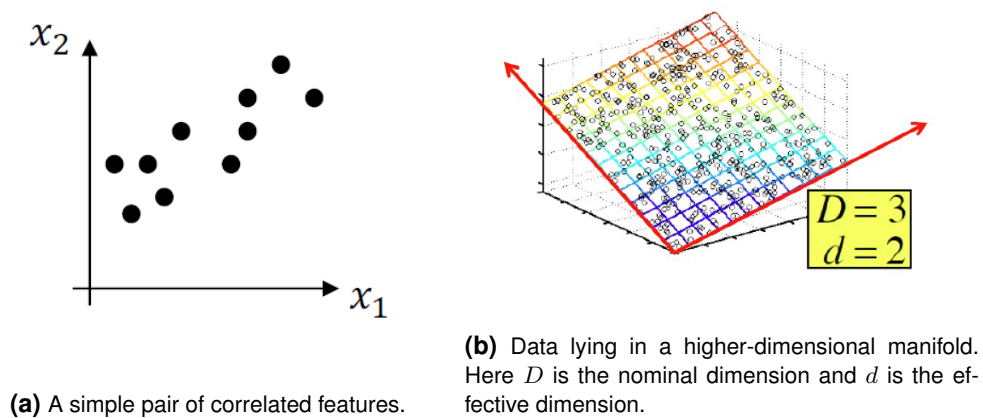 x₂
x₁
(a) A simple pair of correlated features.
D = 3
d = 2
(b) Data lying in a higher-dimensional manifold.
Here D is the nominal dimension and d is the ef-
fective dimension.